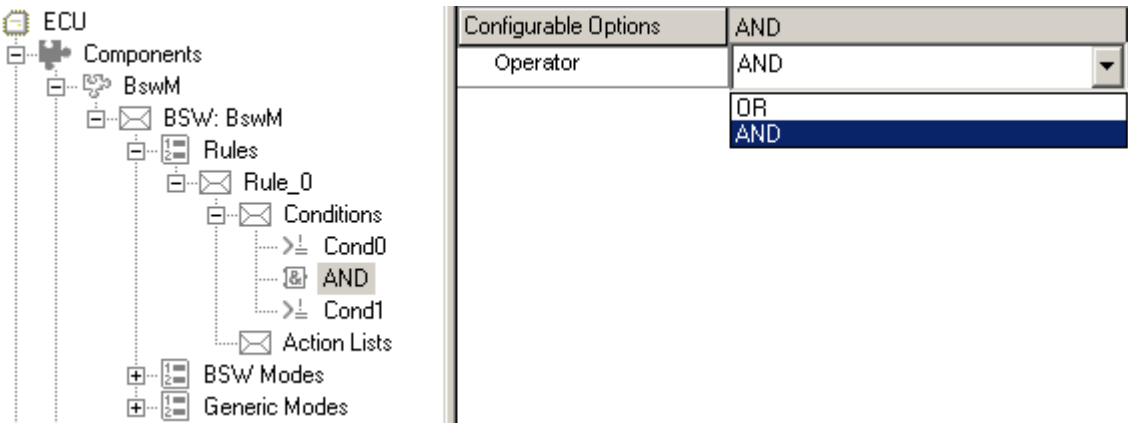 ECU
Components
BswM
BSW: BswM
Rules
Rule_0
Conditions
Cond0
AND
Cond1
Action Lists
BSW Modes
Generic Modes
Configurable Options AND
Operator AND
OR
AND